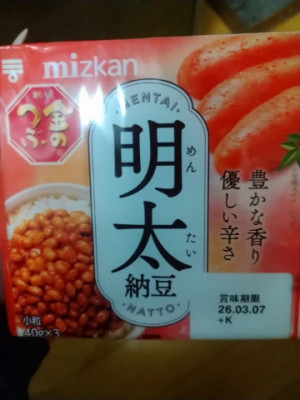 mizkan
金の
つぶ
MENTAI
明太
めんたい
納豆
NATTO
豊かな香り
優しい辛さ
小粒
40g×3
賞味期限
26.03.07
+K